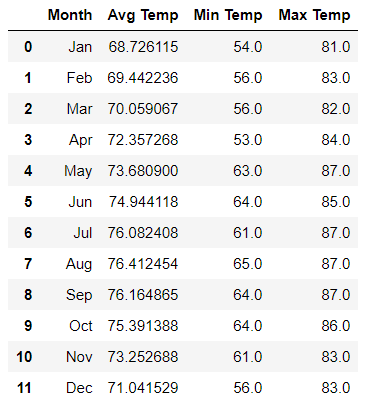 Month Avg Temp Min Temp Max Temp
0 Jan 68.726115 54.0 81.0
1 Feb 69.442236 56.0 83.0
2 Mar 70.059067 56.0 82.0
3 Apr 72.357268 53.0 84.0
4 May 73.680900 63.0 87.0
5 Jun 74.944118 64.0 85.0
6 Jul 76.082408 61.0 87.0
7 Aug 76.412454 65.0 87.0
8 Sep 76.164865 64.0 87.0
9 Oct 75.391388 64.0 86.0
10 Nov 73.252688 61.0 83.0
11 Dec 71.041529 56.0 83.0